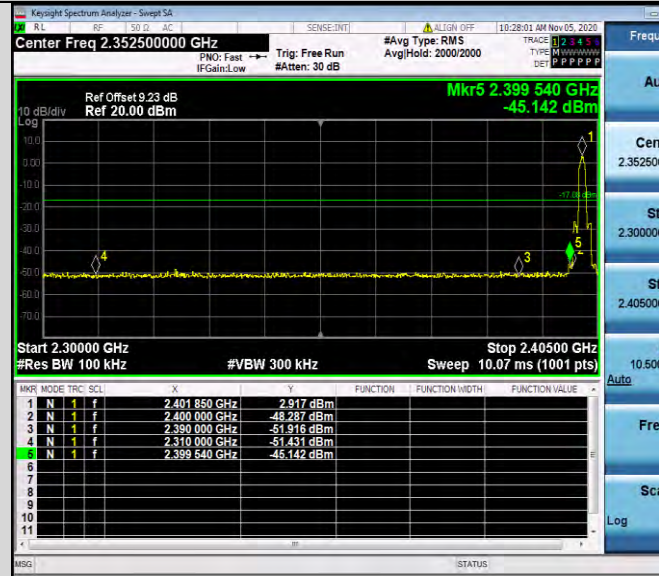 Keysight Spectrum Analyzer - Swept SA
RL RF 50 Ω AC SENSE:INT ALIGN OFF 10:28:01 AM Nov 05, 2020
Center Freq 2.352500000 GHz
PNO: Fast
IFGain:Low
Trig: Free Run
#Atten: 30 dB
#Avg Type: RMS
Avg|Hold: 2000/2000
TRACE 1 2 3 4 5 6
TYPE M W W W W W
DET P P P P P P
Mkr5 2.399 540 GHz
-45.142 dBm
10 dB/div
Log
Ref Offset 9.23 dB
Ref 20.00 dBm
10.0
0.00
-10.0
-20.0
-30.0
-40.0
-50.0
-60.0
-70.0
1
4
3
5
2
Start 2.30000 GHz
Stop 2.40500 GHz
#Res BW 100 kHz
#VBW 300 kHz
Sweep 10.07 ms (1001 pts)
MKR MODE TRC SCL X Y FUNCTION FUNCTION WIDTH FUNCTION VALUE
1 N 1 f 2.401 850 GHz 2.917 dBm
2 N 1 f 2.400 000 GHz -48.287 dBm
3 N 1 f 2.390 000 GHz -51.916 dBm
4 N 1 f 2.310 000 GHz -51.431 dBm
5 N 1 f 2.399 540 GHz -45.142 dBm
6
7
8
9
10
11
MSG
STATUS
Frequ
Au
Cen
2.35250
St
2.30000
St
2.40500
10.500
Auto
Fre
Sca
Log